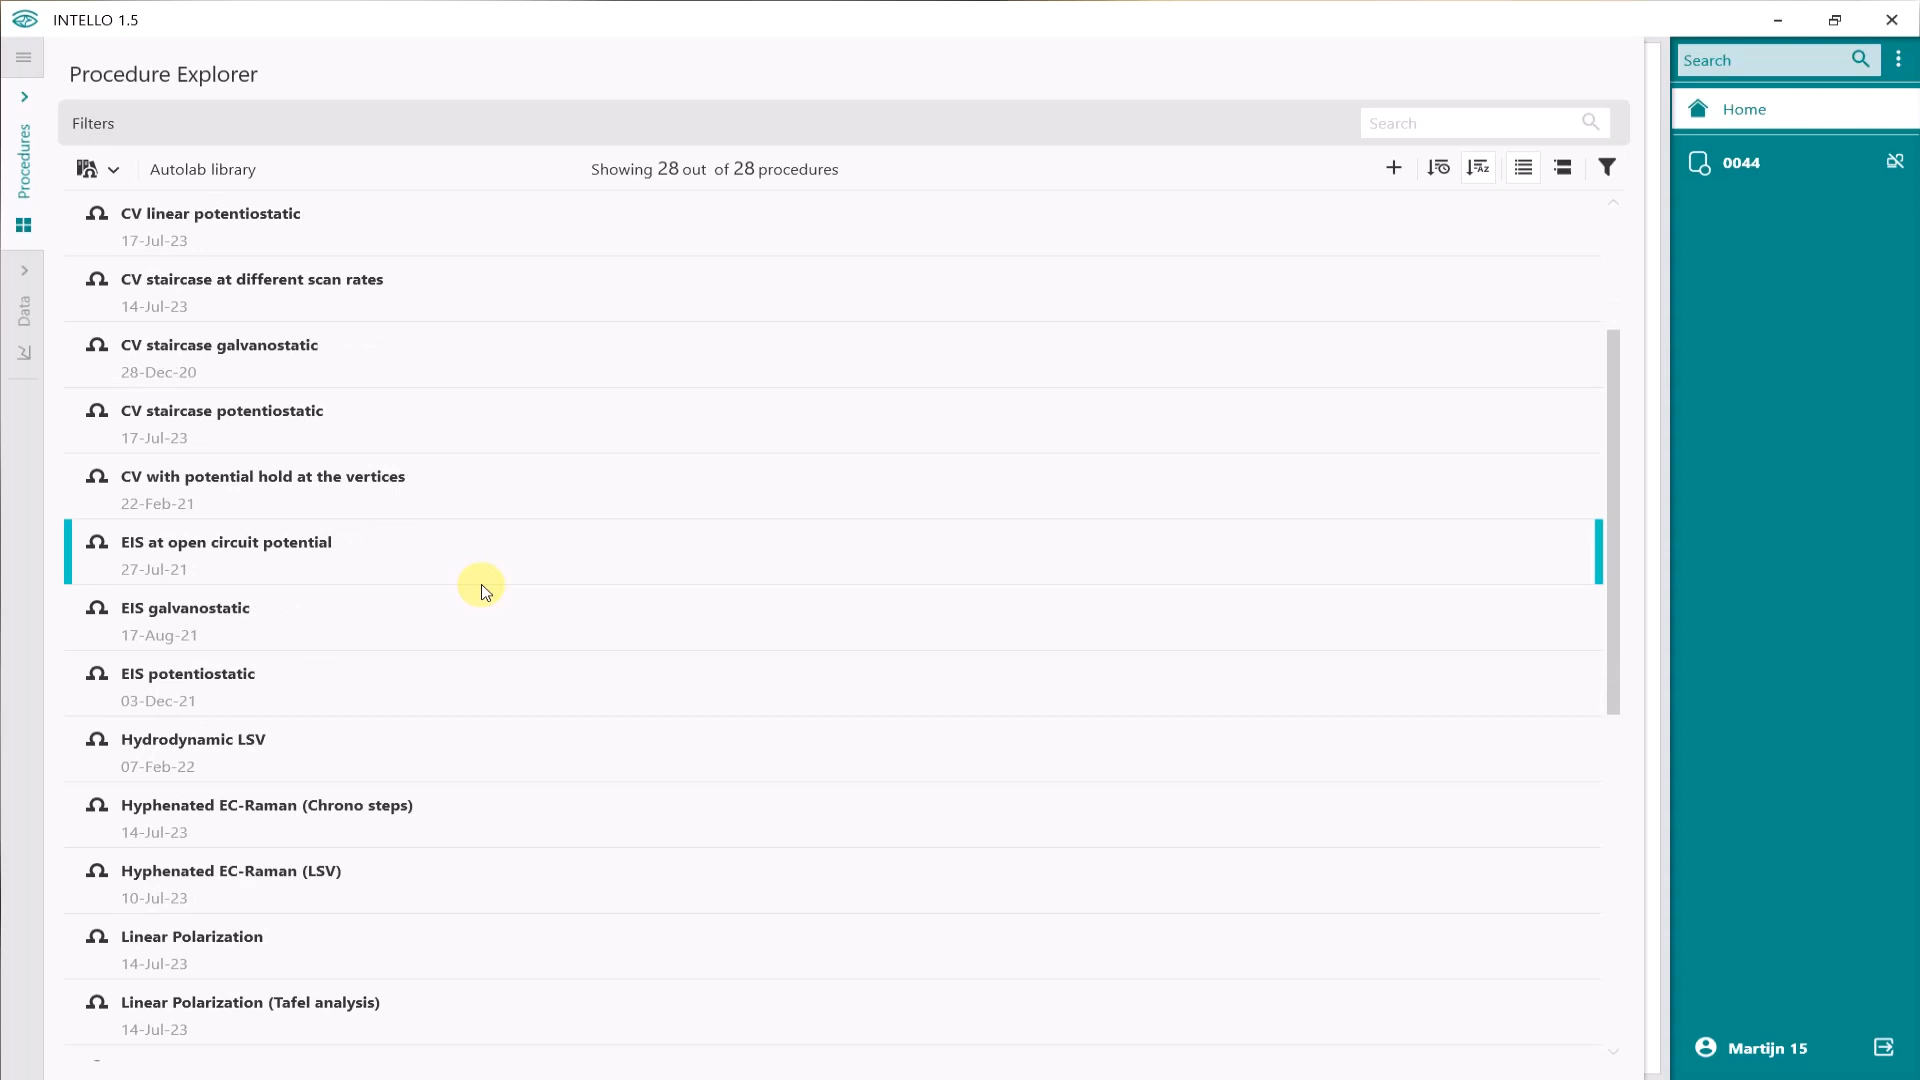 INTELLO 1.5
Procedure Explorer
Filters
Search
Autolab library
Showing 28 out of 28 procedures
CV linear potentiostatic
17-Jul-23
CV staircase at different scan rates
14-Jul-23
CV staircase galvanostatic
28-Dec-20
CV staircase potentiostatic
17-Jul-23
CV with potential hold at the vertices
22-Feb-21
EIS at open circuit potential
27-Jul-21
EIS galvanostatic
17-Aug-21
EIS potentiostatic
03-Dec-21
Hydrodynamic LSV
07-Feb-22
Hyphenated EC-Raman (Chrono steps)
14-Jul-23
Hyphenated EC-Raman (LSV)
10-Jul-23
Linear Polarization
14-Jul-23
Linear Polarization (Tafel analysis)
14-Jul-23
Procedures
Data
Search
Home
0044
Martijn 15